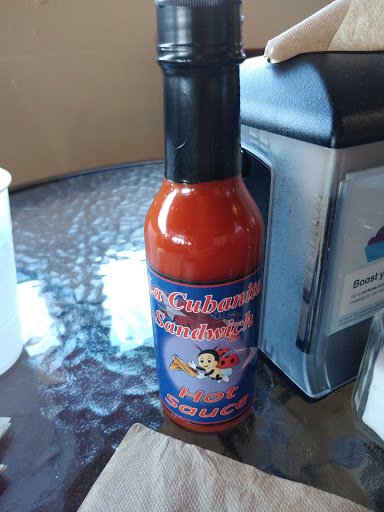 La Cubanita
Sandwich
Hot
Sauce
Boost y